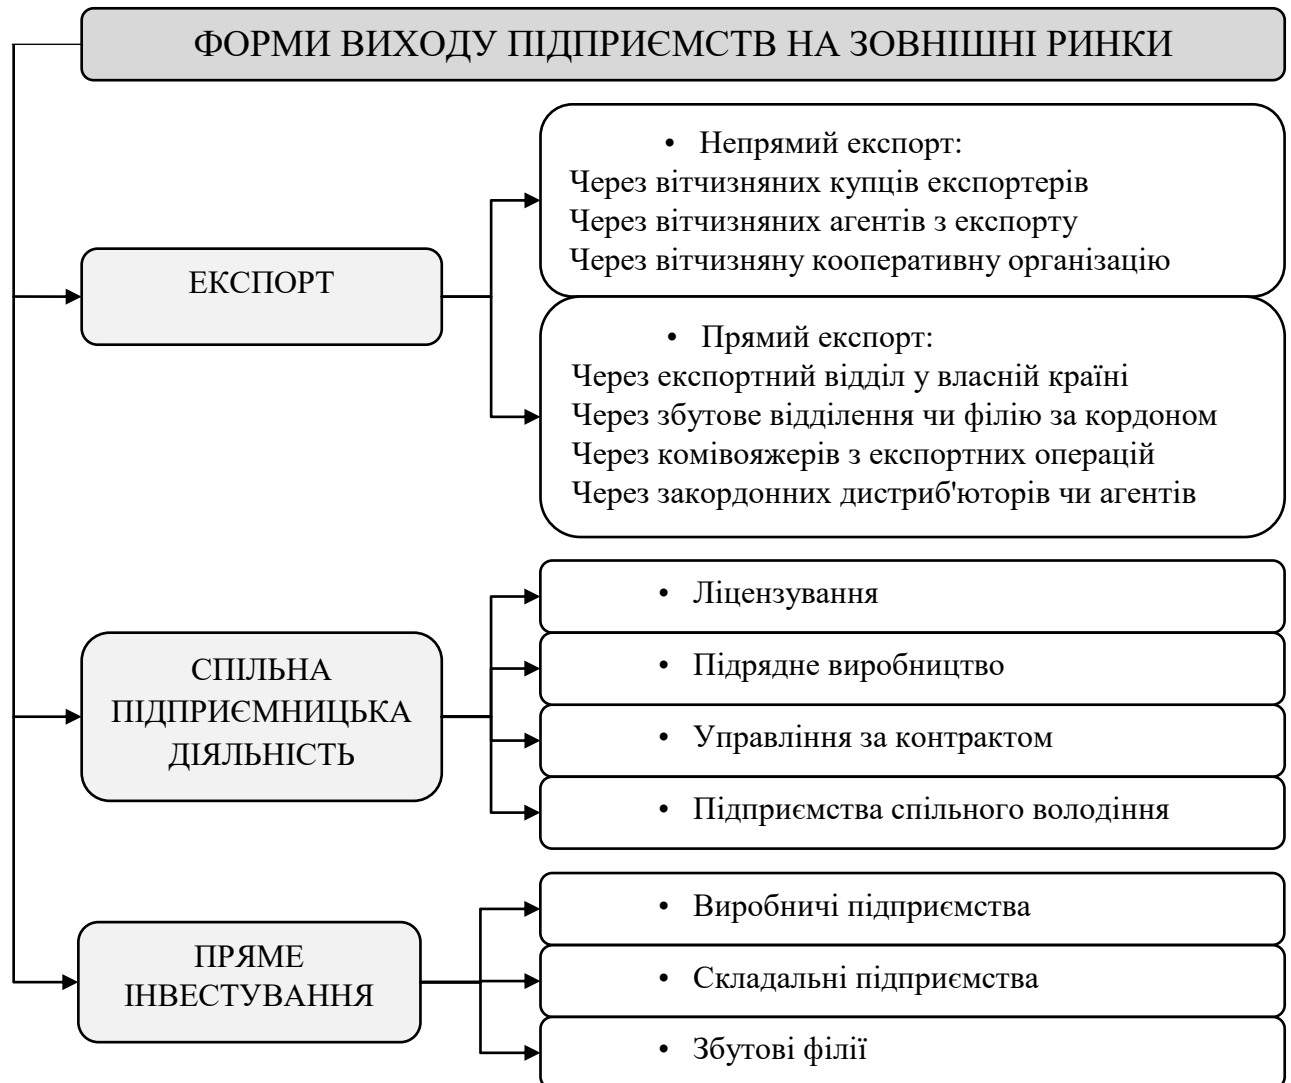 ФОРМИ ВИХОДУ ПІДПРИЄМСТВ НА ЗОВНІШНІ РИНКИ
ЕКСПОРТ
• Непрямий експорт:
Через вітчизняних купців експортерів
Через вітчизняних агентів з експорту
Через вітчизняну кооперативну організацію
• Прямий експорт:
Через експортний відділ у власній країні
Через збутове відділення чи філію за кордоном
Через комівояжерів з експортних операцій
Через закордонних дистриб'юторів чи агентів
СПІЛЬНА
ПІДПРИЄМНИЦЬКА
ДІЯЛЬНІСТЬ
• Ліцензування
• Підрядне виробництво
• Управління за контрактом
• Підприємства спільного володіння
ПРЯМЕ
ІНВЕСТУВАННЯ
• Виробничі підприємства
• Складальні підприємства
• Збутові філії